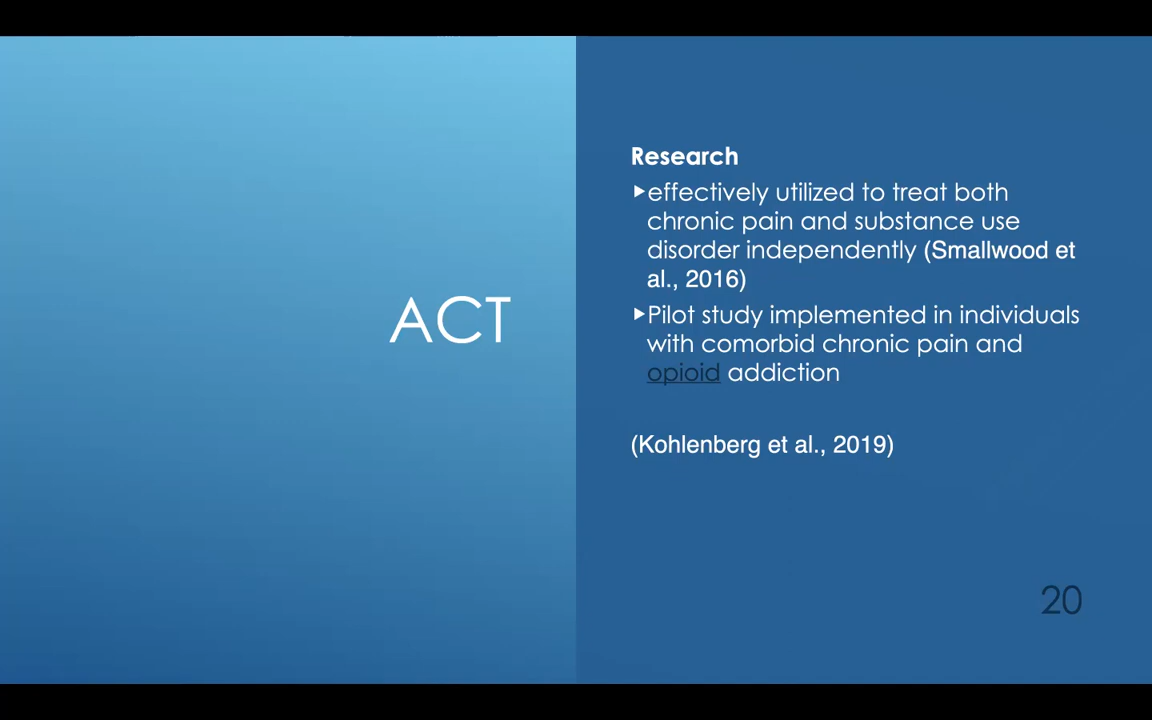 ACT
Research
▶effectively utilized to treat both
chronic pain and substance use
disorder independently (Smallwood et
al., 2016)
▶Pilot study implemented in individuals
with comorbid chronic pain and
opioid addiction
(Kohlenberg et al., 2019)
20